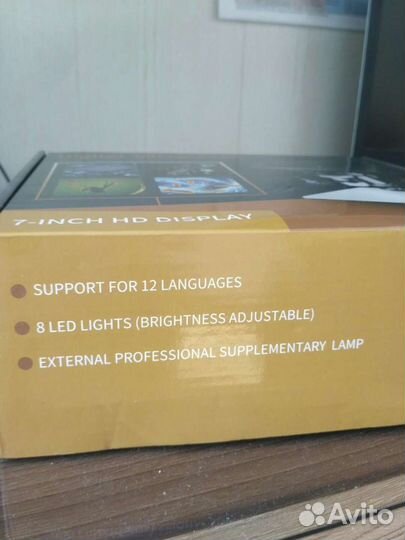 7-INCH HD DISPLAY
SUPPORT FOR 12 LANGUAGES
8 LED LIGHTS (BRIGHTNESS ADJUSTABLE)
EXTERNAL PROFESSIONAL SUPPLEMENTARY LAMP
Avito